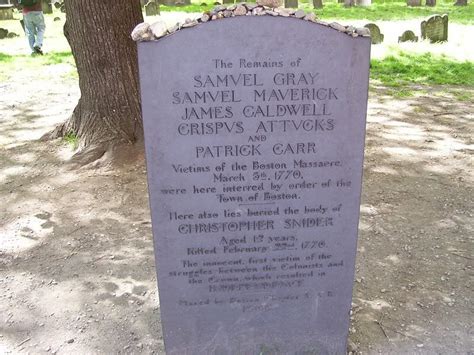 The Remains of
SAMVEL GRAY
SAMVEL MAVERICK
JAMES CALDWELL
CRISPVS ATTVCKS
AND
PATRICK CARR
Victims of the Boston Massacre,
March 5th, 1770,
were here interred by order of the
Town of Boston.
Here also lies buried the body of
CHRISTOPHER SNIDER
Aged 12 years,
Killed February 22nd, 1770.
The innocent, first victim of the
struggles between the Colonists and
the Crown, which resulted in
INDEPENDENCE
Placed by Boston Chapter S.A.R.